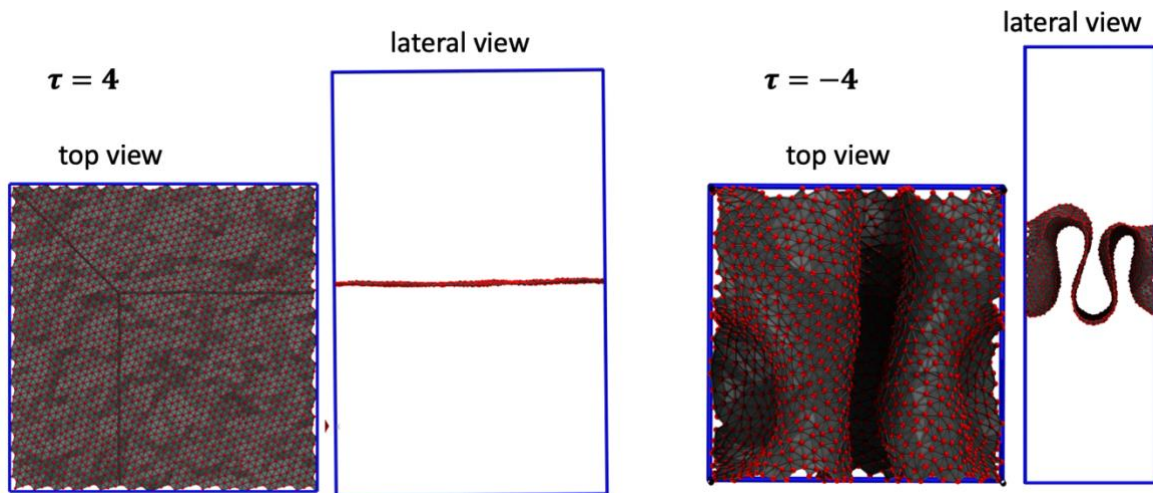 lateral view
τ = 4
top view
lateral view
τ = −4
top view